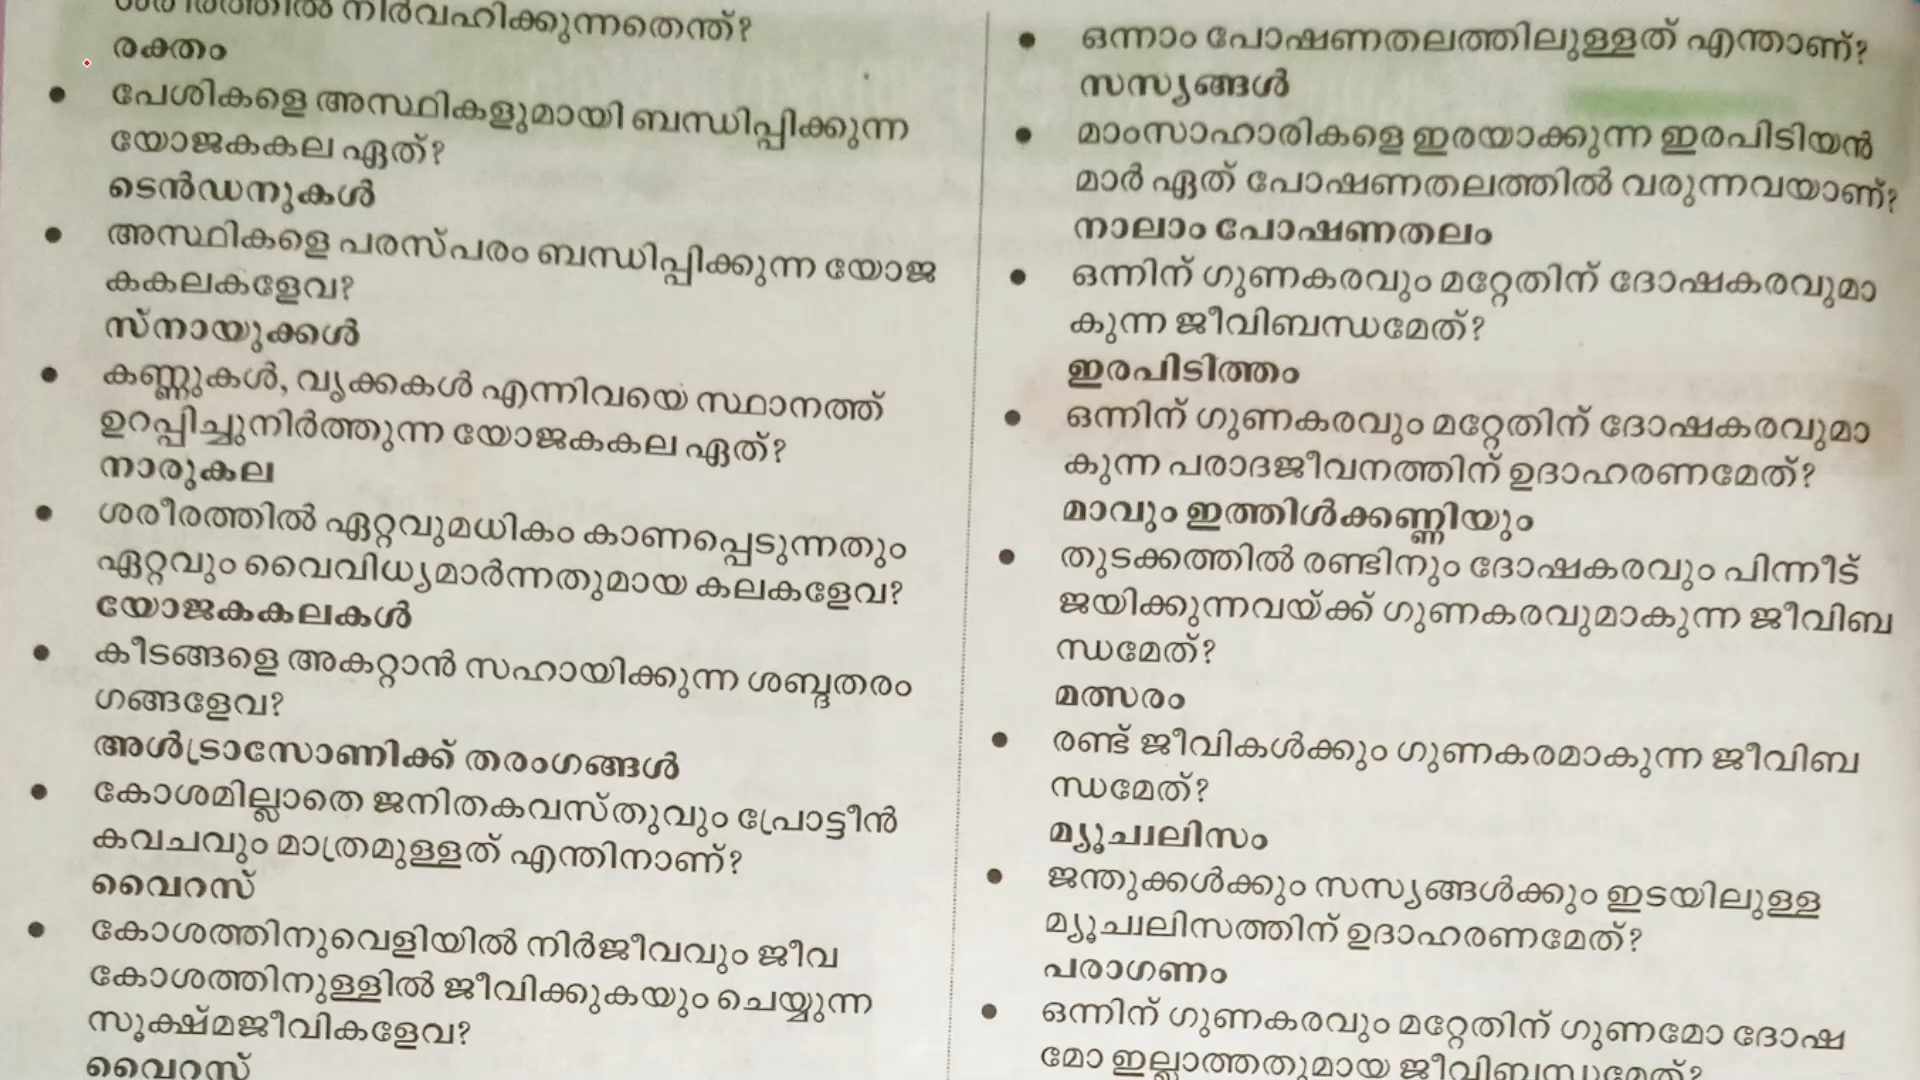 ശരീരത്തിൽ നിർവഹിക്കുന്നതെന്ത്?
രക്തം
പേശികളെ അസ്ഥികളുമായി ബന്ധിപ്പിക്കുന്ന
യോജകകല ഏത്?
ടെൻഡനുകൾ
അസ്ഥികളെ പരസ്പരം ബന്ധിപ്പിക്കുന്ന യോജ
കകലകളേവ?
സ്നായുക്കൾ
കണ്ണുകൾ, വൃക്കകൾ എന്നിവയെ സ്ഥാനത്ത്
ഉറപ്പിച്ചുനിർത്തുന്ന യോജകകല ഏത്?
നാരുകല
ശരീരത്തിൽ ഏറ്റവുമധികം കാണപ്പെടുന്നതും
ഏറ്റവും വൈവിധ്യമാർന്നതുമായ കലകളേവ?
യോജകകലകൾ
കീടങ്ങളെ അകറ്റാൻ സഹായിക്കുന്ന ശബ്ദതരം
ഗങ്ങളേവ?
അൾട്രാസോണിക്ക് തരംഗങ്ങൾ
കോശമില്ലാതെ ജനിതകവസ്തുവും പ്രോട്ടീൻ
കവചവും മാത്രമുള്ളത് എന്തിനാണ്?
വൈറസ്
കോശത്തിനുവെളിയിൽ നിർജീവവും ജീവ
കോശത്തിനുള്ളിൽ ജീവിക്കുകയും ചെയ്യുന്ന
സൂക്ഷ്മജീവികളേവ?
വൈറസ്
ഒന്നാം പോഷണതലത്തിലുള്ളത് എന്താണ്?
സസ്യങ്ങൾ
മാംസാഹാരികളെ ഇരയാക്കുന്ന ഇരപിടിയൻ
മാർ ഏത് പോഷണതലത്തിൽ വരുന്നവയാണ്?
നാലാം പോഷണതലം
ഒന്നിന് ഗുണകരവും മറ്റേതിന് ദോഷകരവുമാ
കുന്ന ജീവിബന്ധമേത്?
ഇരപിടിത്തം
ഒന്നിന് ഗുണകരവും മറ്റേതിന് ദോഷകരവുമാ
കുന്ന പരാദജീവനത്തിന് ഉദാഹരണമേത്?
മാവും ഇത്തിൾക്കണ്ണിയും
തുടക്കത്തിൽ രണ്ടിനും ദോഷകരവും പിന്നീട്
ജയിക്കുന്നവയ്ക്ക് ഗുണകരവുമാകുന്ന ജീവിബ
ന്ധമേത്?
മത്സരം
രണ്ട് ജീവികൾക്കും ഗുണകരമാകുന്ന ജീവിബ
ന്ധമേത്?
മ്യൂച്വലിസം
ജന്തുക്കൾക്കും സസ്യങ്ങൾക്കും ഇടയിലുള്ള
മ്യൂച്വലിസത്തിന് ഉദാഹരണമേത്?
പരാഗണം
ഒന്നിന് ഗുണകരവും മറ്റേതിന് ഗുണമോ ദോഷ
മോ ഇല്ലാത്തതുമായ ജീവിബന്ധമേത്?